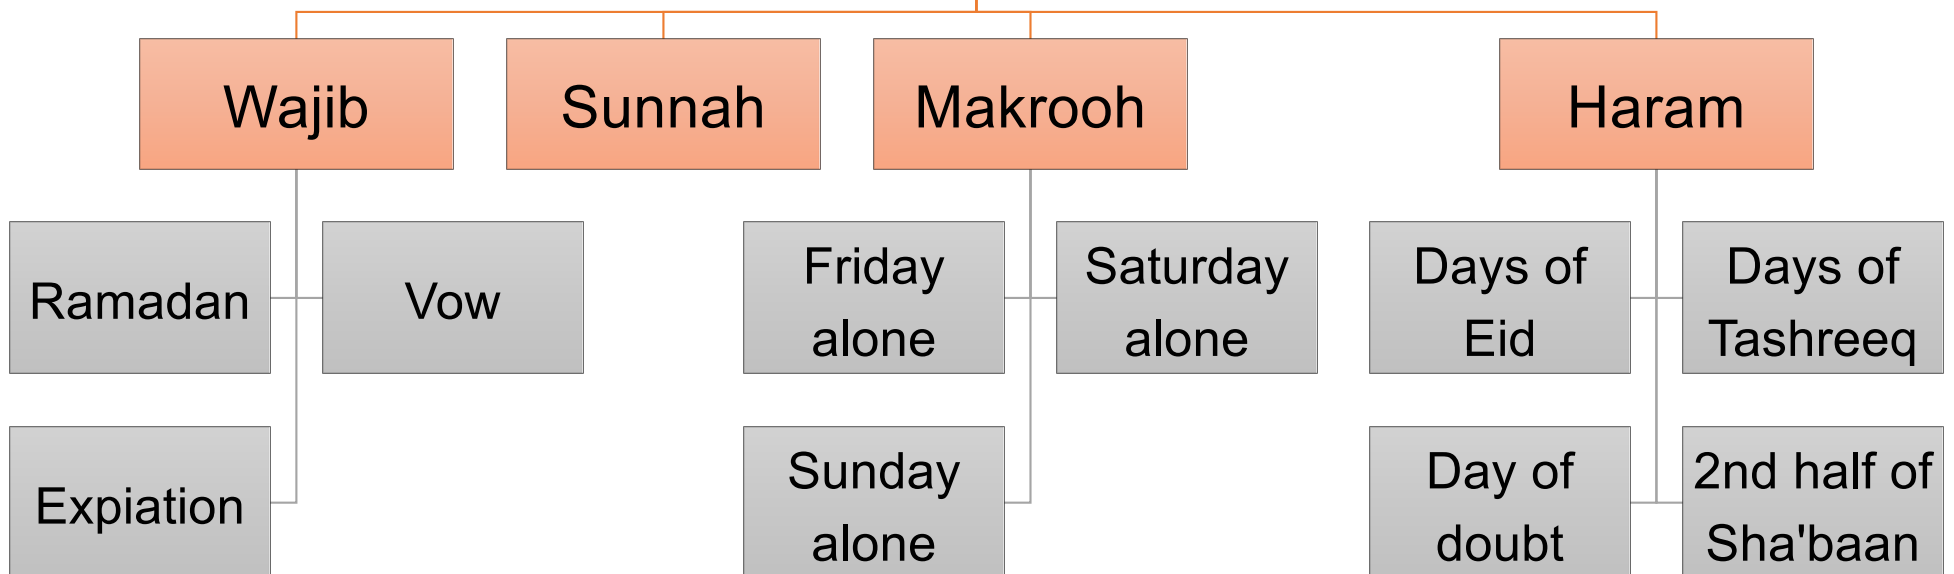 Wajib
Sunnah
Makrooh
Haram
Ramadan
Vow
Friday
alone
Saturday
alone
Days of
Eid
Days of
Tashreeq
Expiation
Sunday
alone
Day of
doubt
2nd half of
Sha'baan